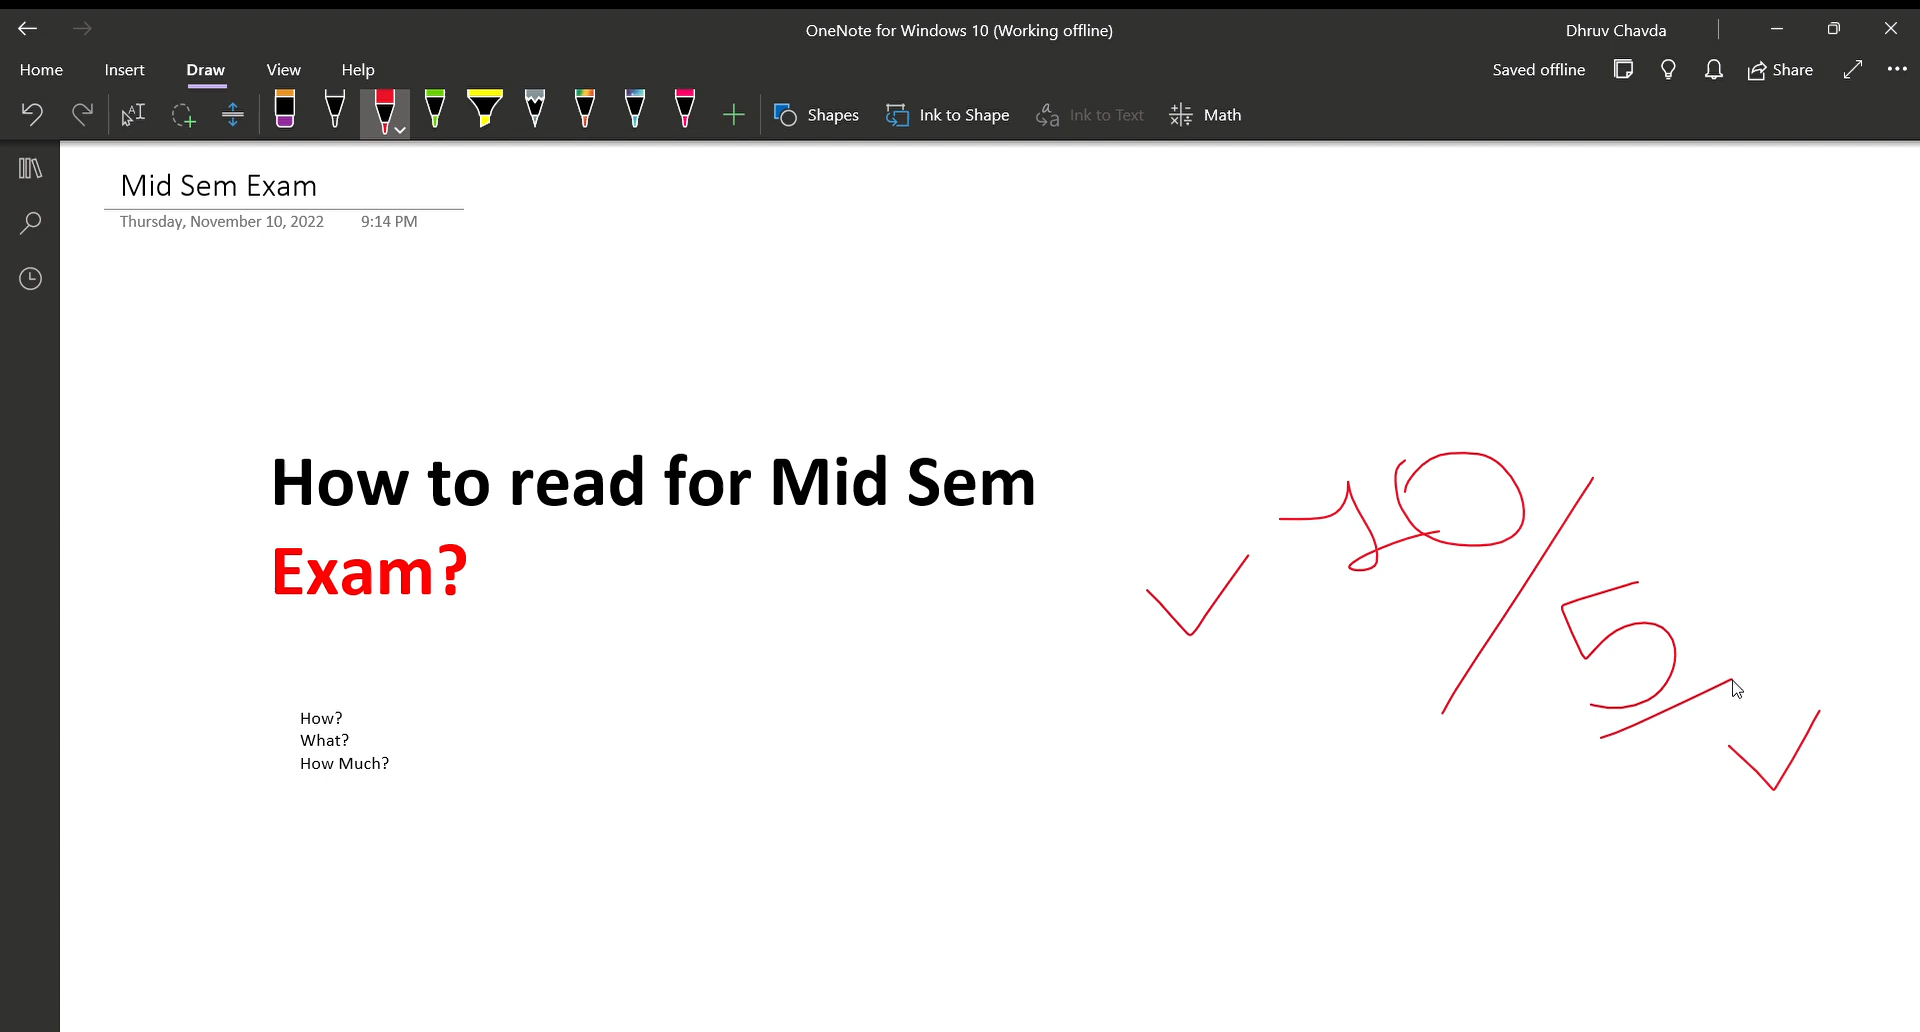 OneNote for Windows 10 (Working offline)
Dhruv Chavda
Home Insert Draw View Help
Saved offline Share
Shapes Ink to Shape Ink to Text Math
Mid Sem Exam
Thursday, November 10, 2022 9:14 PM
How to read for Mid Sem
Exam?
10/5
How?
What?
How Much?